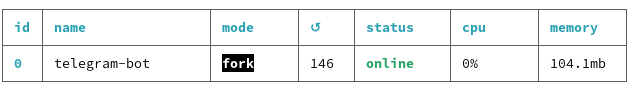 id name mode ↺ status cpu memory
0 telegram-bot fork 146 online 0% 104.1mb